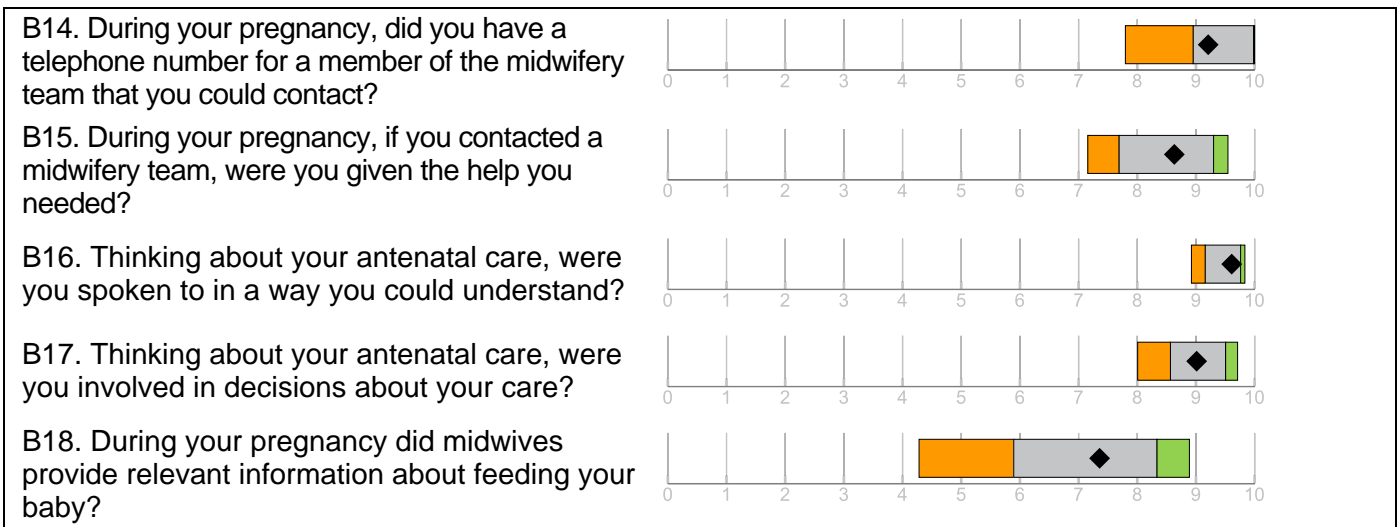 B14. During your pregnancy, did you have a
telephone number for a member of the midwifery
team that you could contact?
0 1 2 3 4 5 6 7 8 9 10
B15. During your pregnancy, if you contacted a
midwifery team, were you given the help you
needed?
0 1 2 3 4 5 6 7 8 9 10
B16. Thinking about your antenatal care, were
you spoken to in a way you could understand?
0 1 2 3 4 5 6 7 8 9 10
B17. Thinking about your antenatal care, were
you involved in decisions about your care?
0 1 2 3 4 5 6 7 8 9 10
B18. During your pregnancy did midwives
provide relevant information about feeding your
baby?
0 1 2 3 4 5 6 7 8 9 10